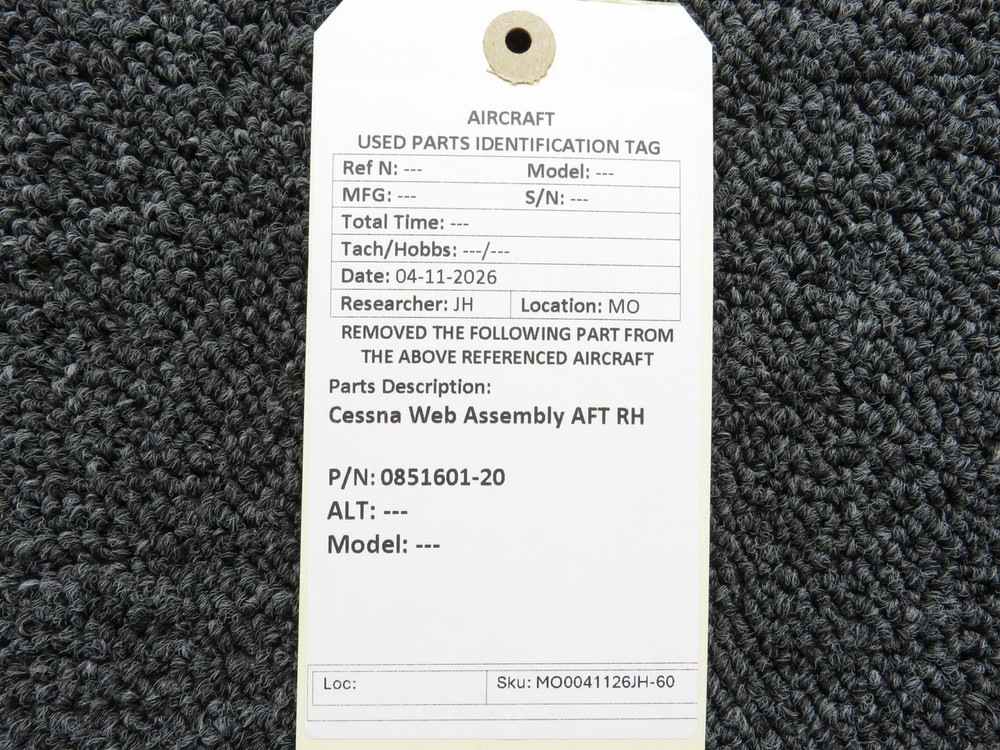 AIRCRAFT
USED PARTS IDENTIFICATION TAG
Ref N: --- Model: ---
MFG: --- S/N: ---
Total Time: ---
Tach/Hobbs: ---/---
Date: 04-11-2026
Researcher: JH Location: MO
REMOVED THE FOLLOWING PART FROM
THE ABOVE REFERENCED AIRCRAFT
Parts Description:
Cessna Web Assembly AFT RH
P/N: 0851601-20
ALT: ---
Model: ---
Loc: Sku: MO0041126JH-60